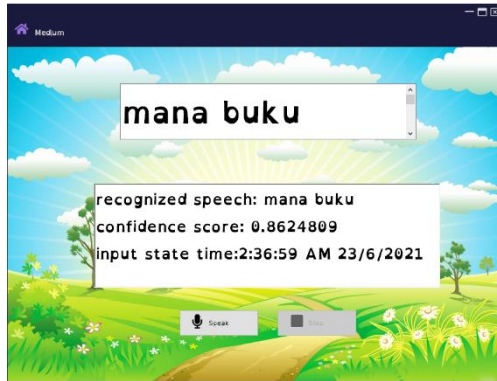 Medium
mana buku
recognized speech: mana buku
confidence score: 0.8624809
input state time:2:36:59 AM 23/6/2021
Speak
Stop